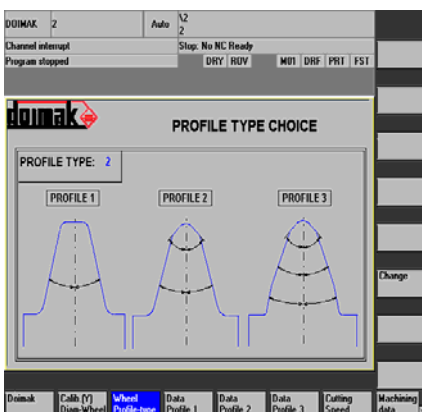 DOIMAK 2 Auto \2
2
Channel interrupt Stop: No NC Ready
Program stopped DRY ROV M01 DRF PRT FST
doimak
PROFILE TYPE CHOICE
PROFILE TYPE: 2
PROFILE 1 PROFILE 2 PROFILE 3
Change
Doimak Calib.(Y) Wheel Data Data Data Cutting Machining
Diam-Wheel Profile-type Profile 1 Profile 2 Profile 3 Speed data